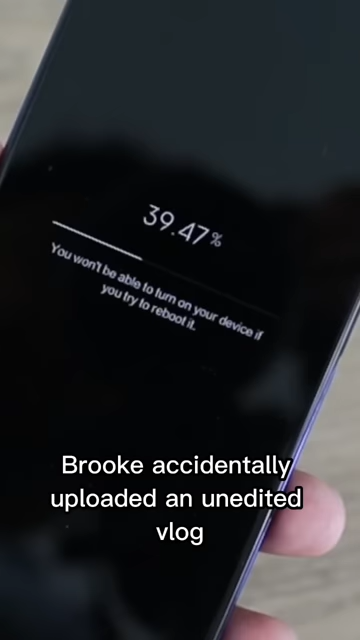 39.47%
You won't be able to turn on your device if
you try to reboot it.
Brooke accidentally
uploaded an unedited
vlog